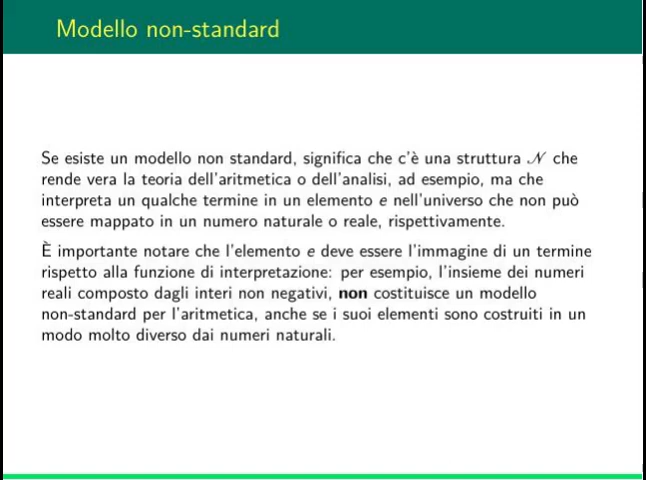 Modello non-standard
Se esiste un modello non standard, significa che c'è una struttura 𝒩 che
rende vera la teoria dell'aritmetica o dell'analisi, ad esempio, ma che
interpreta un qualche termine in un elemento e nell'universo che non può
essere mappato in un numero naturale o reale, rispettivamente.
È importante notare che l'elemento e deve essere l'immagine di un termine
rispetto alla funzione di interpretazione: per esempio, l'insieme dei numeri
reali composto dagli interi non negativi, non costituisce un modello
non-standard per l'aritmetica, anche se i suoi elementi sono costruiti in un
modo molto diverso dai numeri naturali.